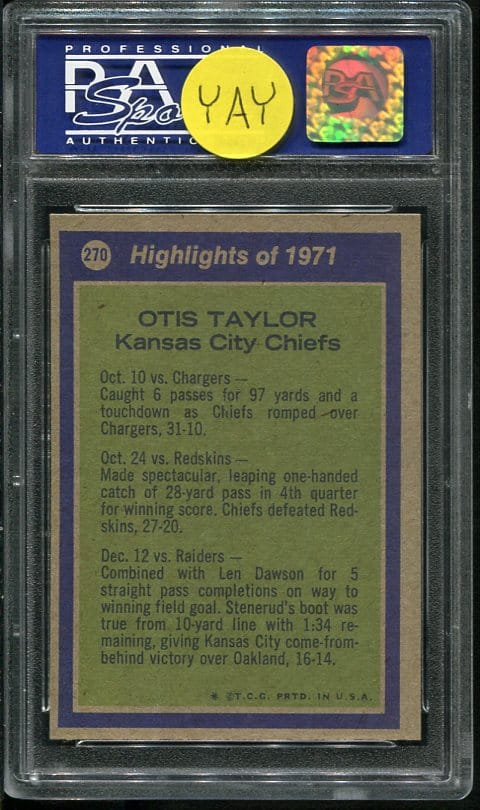 PROFESSIONAL
PSA
Spo
YAY
PSA
AUTHENTIC
270 Highlights of 1971
OTIS TAYLOR
Kansas City Chiefs
Oct. 10 vs. Chargers —
Caught 6 passes for 97 yards and a
touchdown as Chiefs romped over
Chargers, 31-10.
Oct. 24 vs. Redskins —
Made spectacular, leaping one-handed
catch of 28-yard pass in 4th quarter
for winning score. Chiefs defeated Red-
skins, 27-20.
Dec. 12 vs. Raiders —
Combined with Len Dawson for 5
straight pass completions on way to
winning field goal. Stenerud's boot was
true from 10-yard line with 1:34 re-
maining, giving Kansas City come-from-
behind victory over Oakland, 16-14.
* ©T.C.G. PRTD. IN U.S.A.